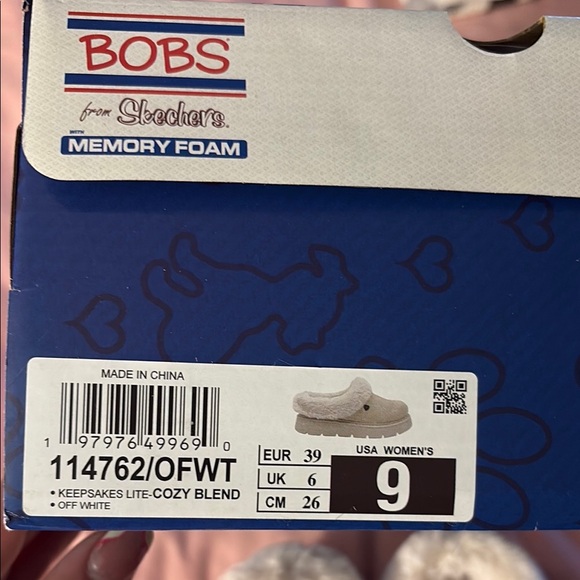 BOBS
from Skechers
WITH
MEMORY FOAM
MADE IN CHINA
1 97976 49969 0
114762/OFWT
• KEEPSAKES LITE-COZY BLEND
• OFF WHITE
EUR 39
UK 6
CM 26
USA WOMEN'S
9